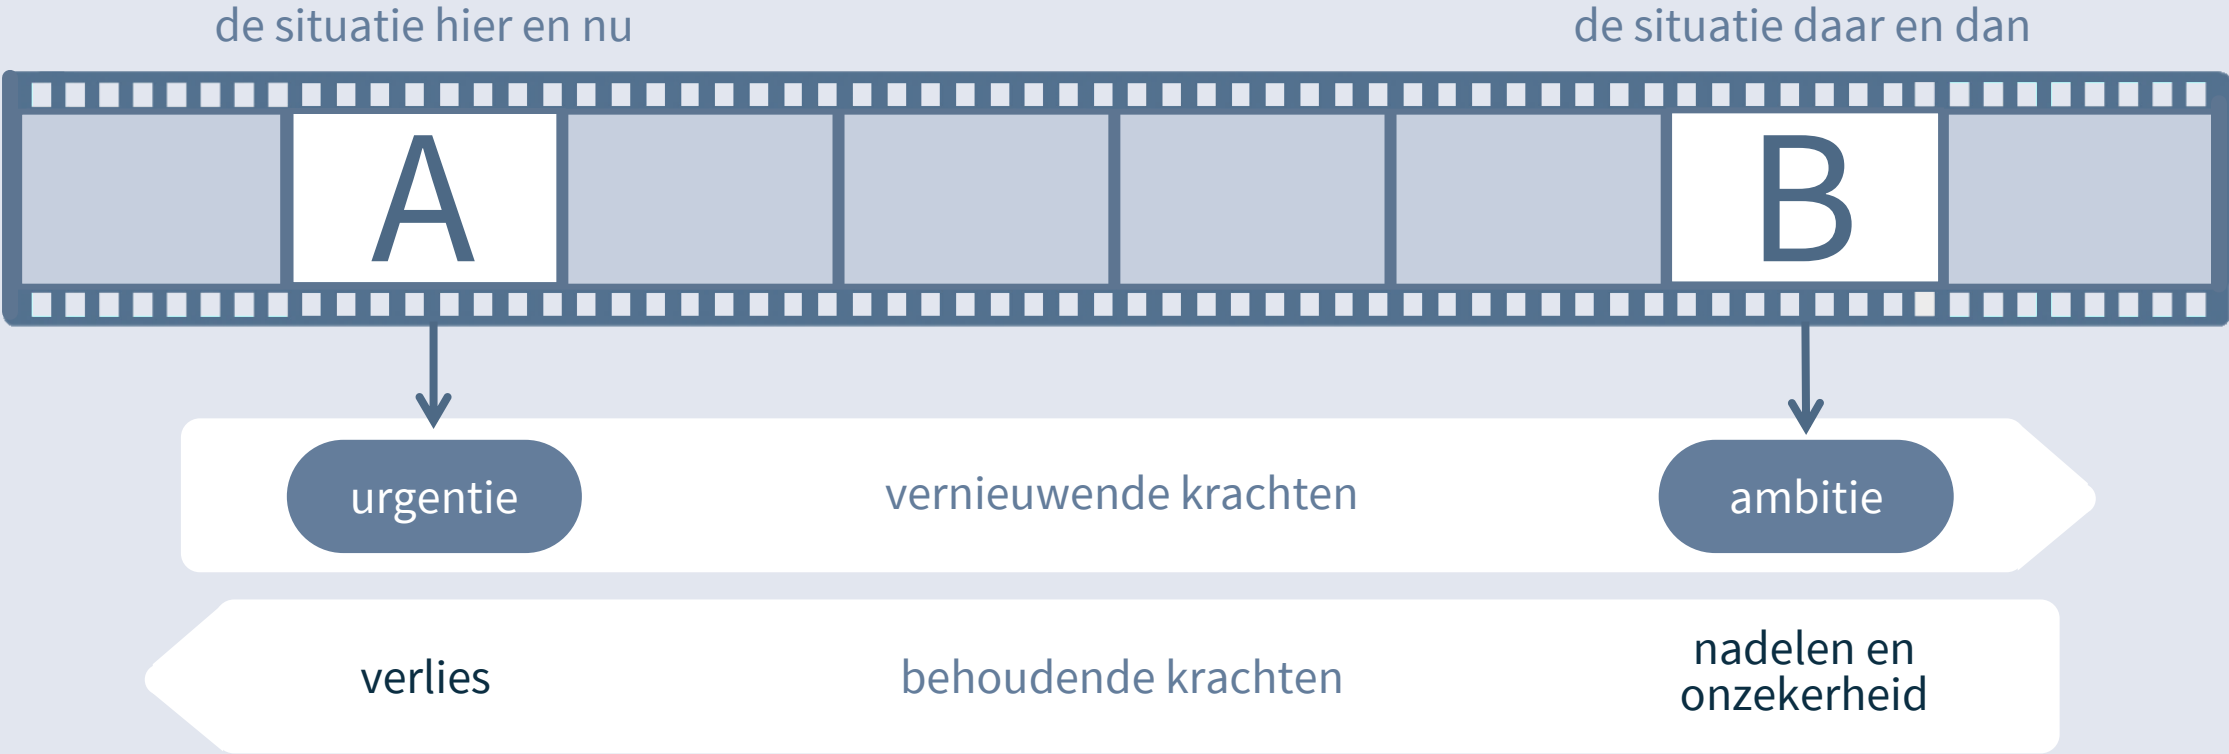 de situatie hier en nu
de situatie daar en dan
A
B
urgentie
vernieuwende krachten
ambitie
verlies
behoudende krachten
nadelen en
onzekerheid